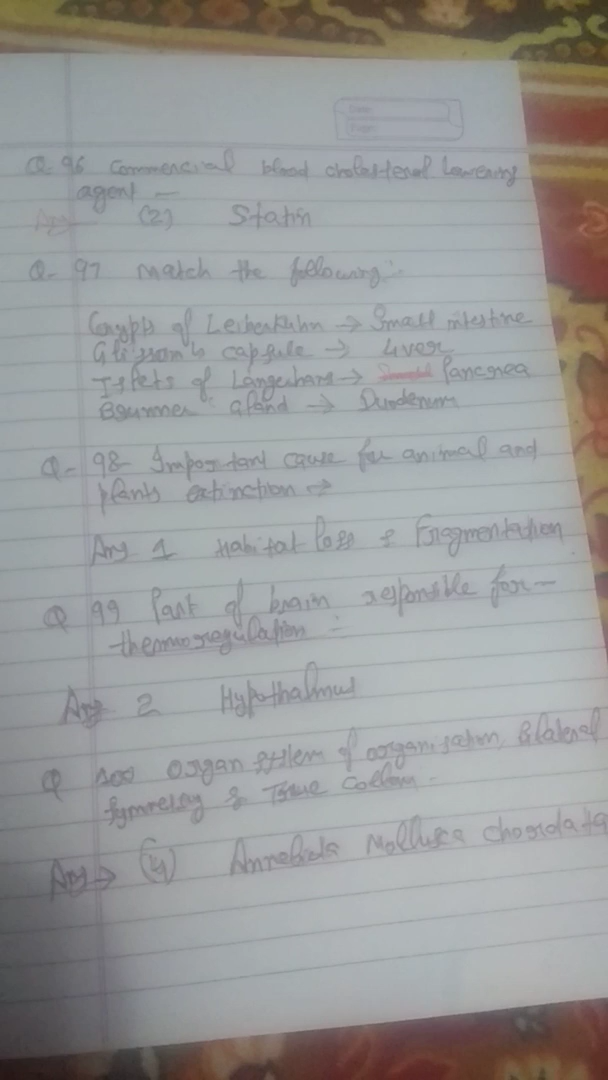 Q. 96 Commencial blood cholesterol Lowering
agent —
Ans (2) Statin
Q- 97 Match the following :-
Crypts of Leiberkuhn → Small intestine
Glisson's capsule → Liver
Islets of Langerhans → Pancrea
Brunner gland → Duodenum
Q- 98 Important cause for animal and
plants extinction →
Ans 1 Habitat loss & Fragmentation
Q 99 Part of brain responsible for —
thermoregulation :-
Ans 2 Hypothalmus
Q 100 Organ system of organisation, Bilateral
Symmetry & True Coelom -
Ans → (4) Annelida Mollusca Chordata